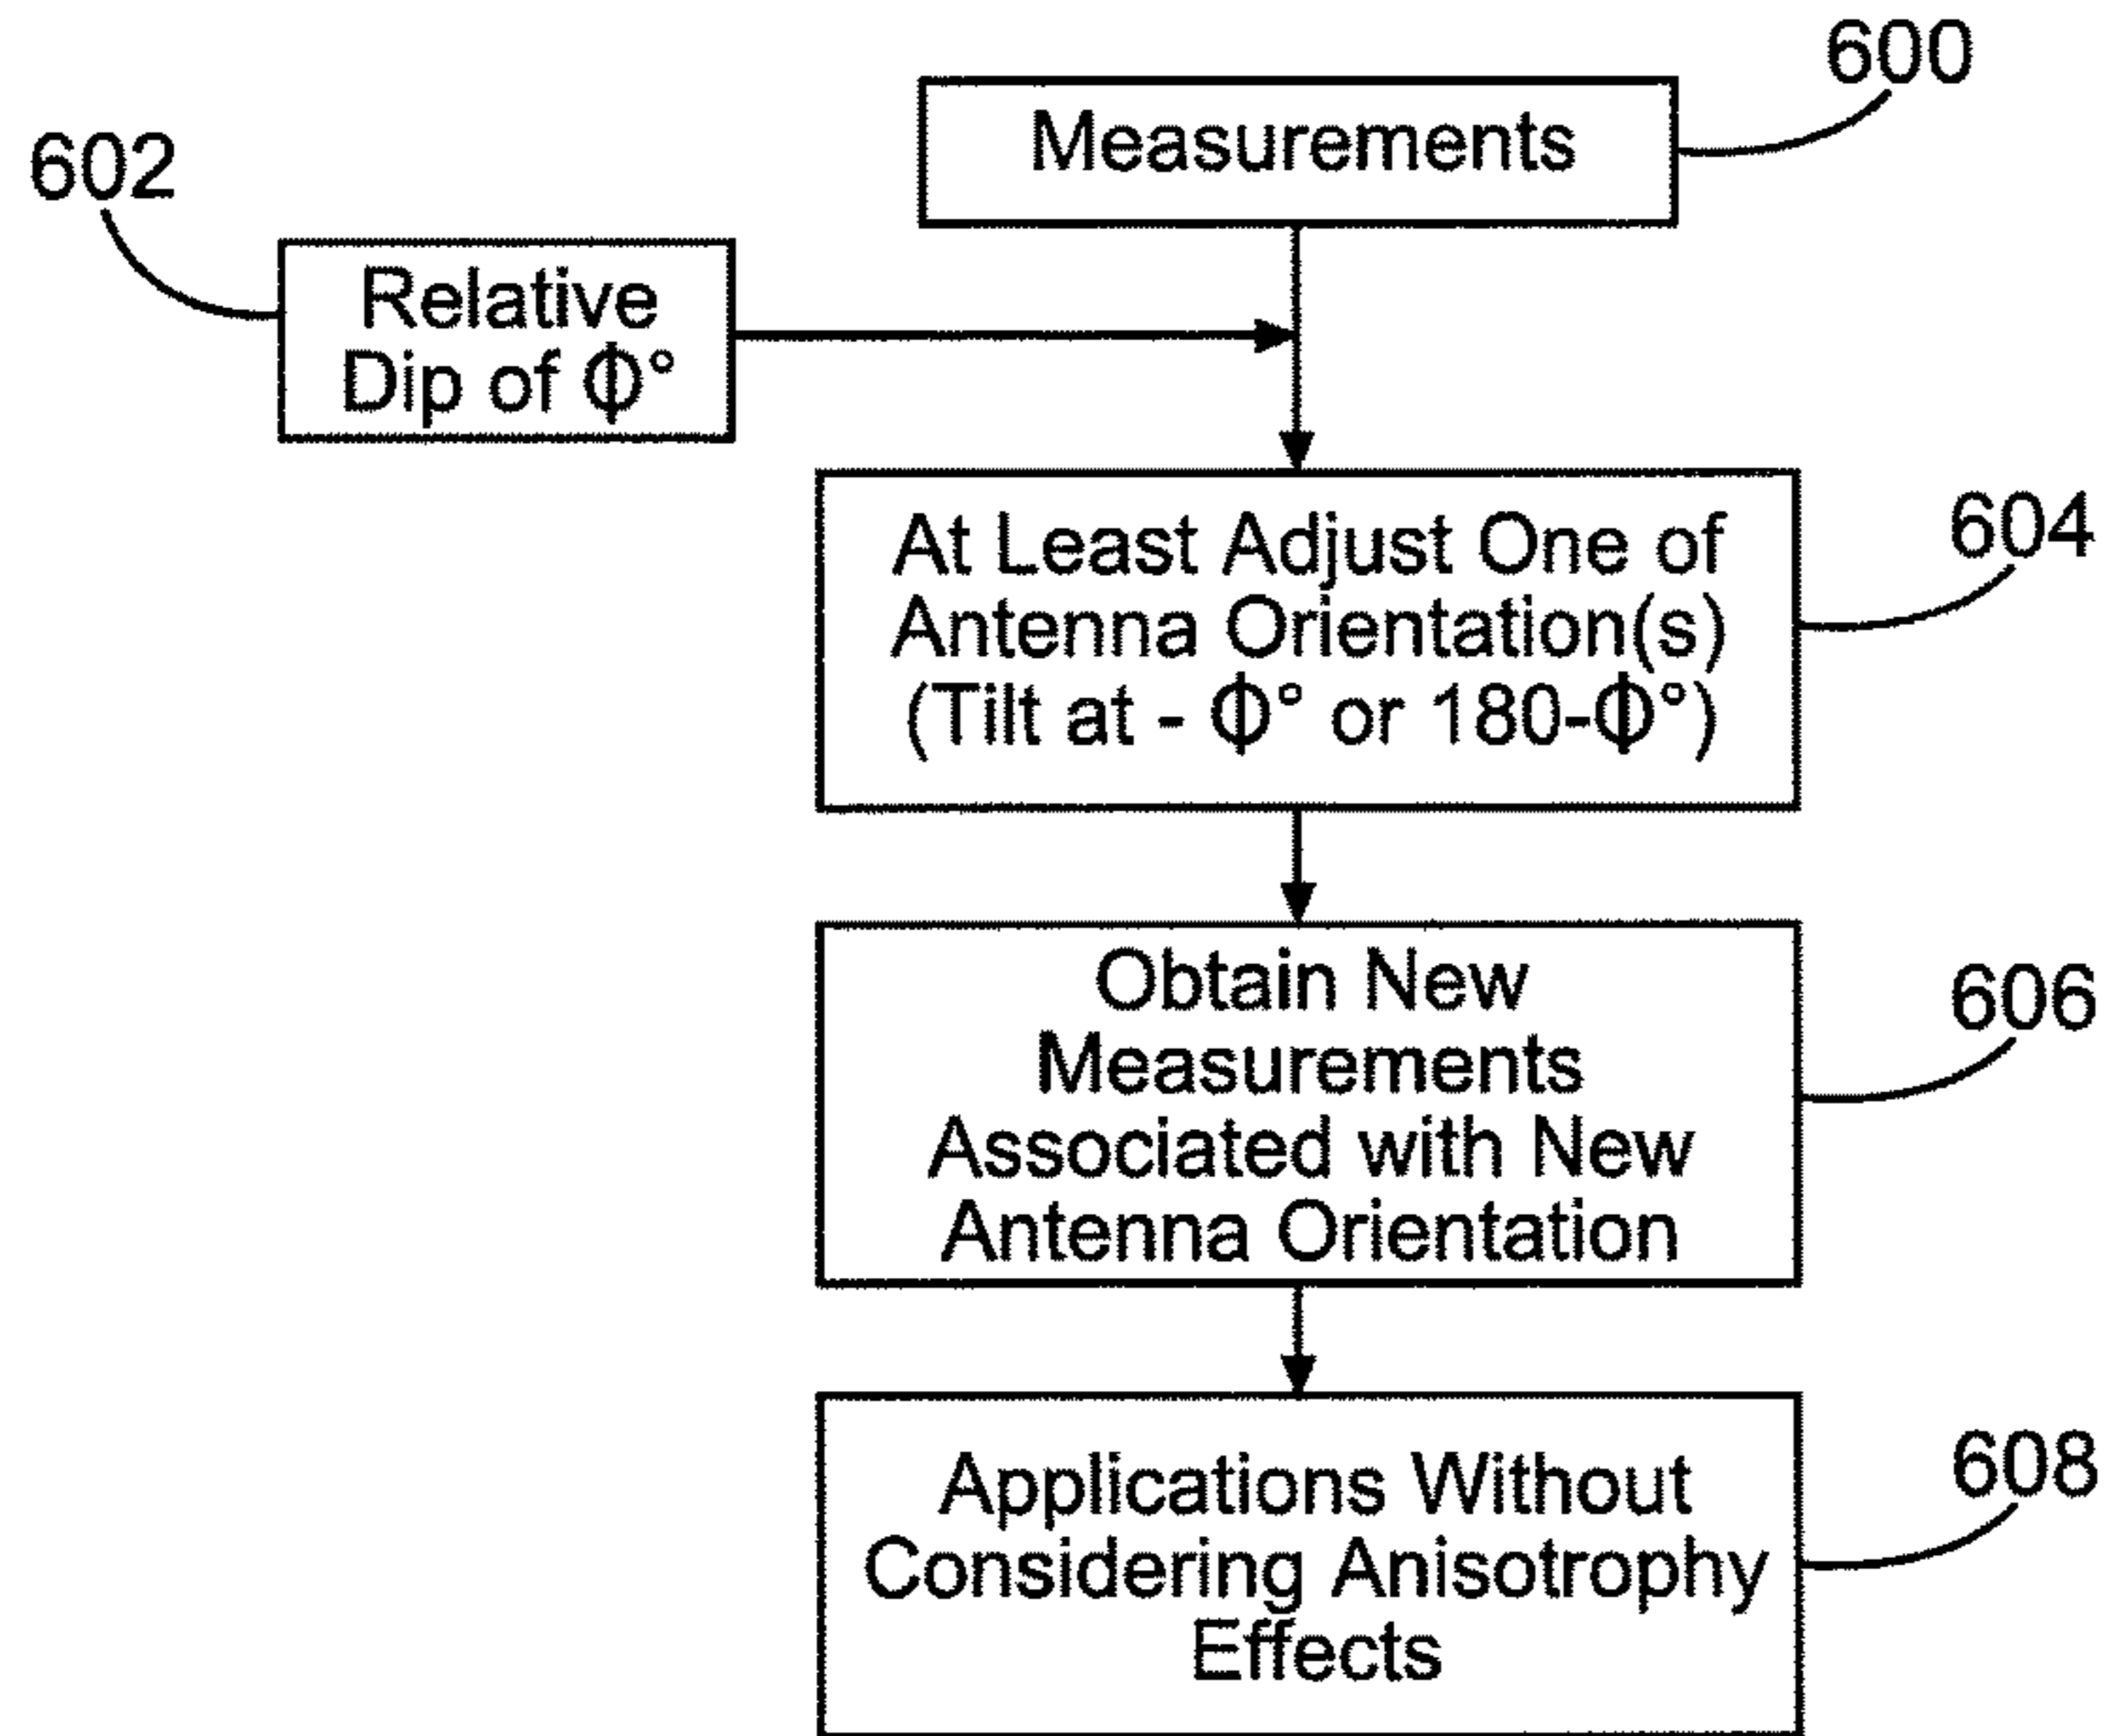 600
Measurements
602
Relative
Dip of Φ°
At Least Adjust One of
Antenna Orientation(s)
(Tilt at - Φ° or 180-Φ°)
604
Obtain New
Measurements
Associated with New
Antenna Orientation
606
Applications Without
Considering Anisotrophy
Effects
608